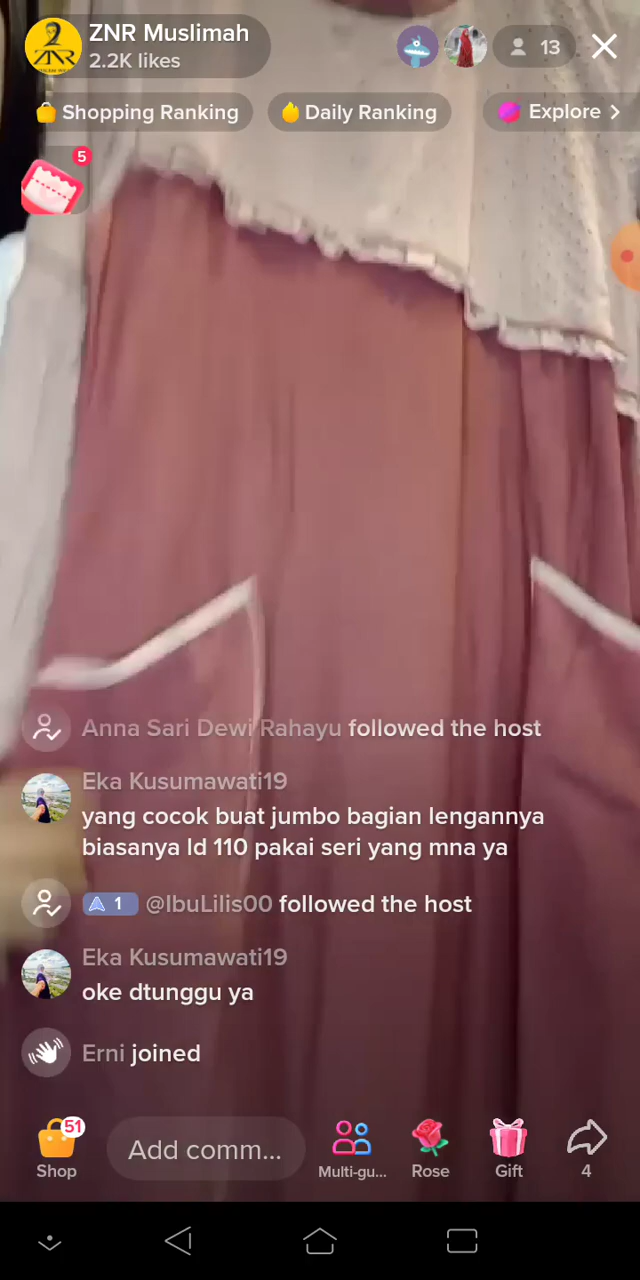 ZNR Muslimah
2.2K likes
13
Shopping Ranking
Daily Ranking
Explore
5
Anna Sari Dewi Rahayu followed the host
Eka Kusumawati19
yang cocok buat jumbo bagian lengannya
biasanya ld 110 pakai seri yang mna ya
1 @IbuLilis00 followed the host
Eka Kusumawati19
oke dtunggu ya
Erni joined
51
Shop
Add comm...
Multi-gu...
Rose
Gift
4
ZNR